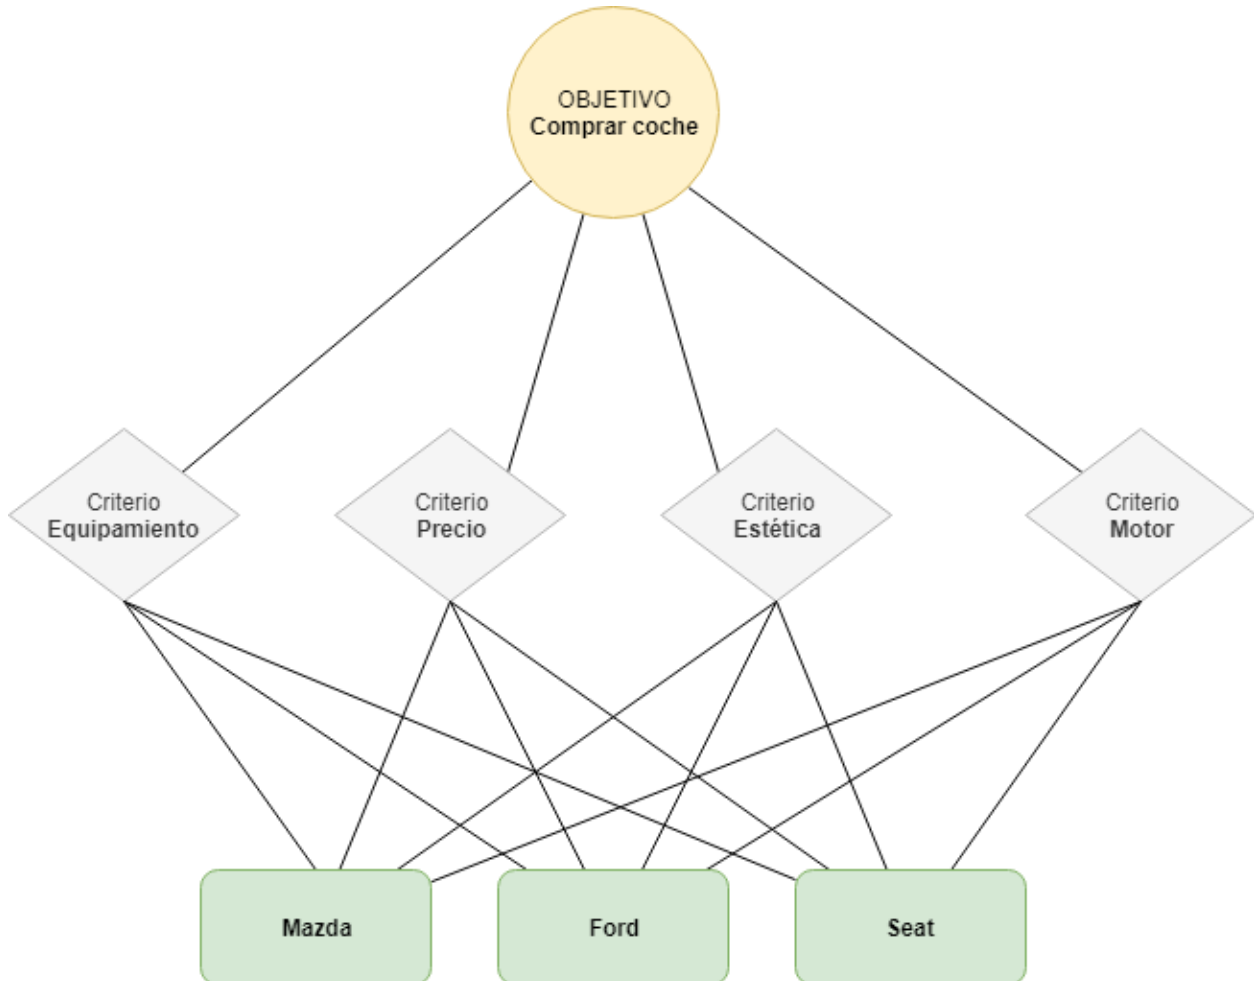 OBJETIVO
Comprar coche
Criterio
Equipamiento
Criterio
Precio
Criterio
Estética
Criterio
Motor
Mazda
Ford
Seat